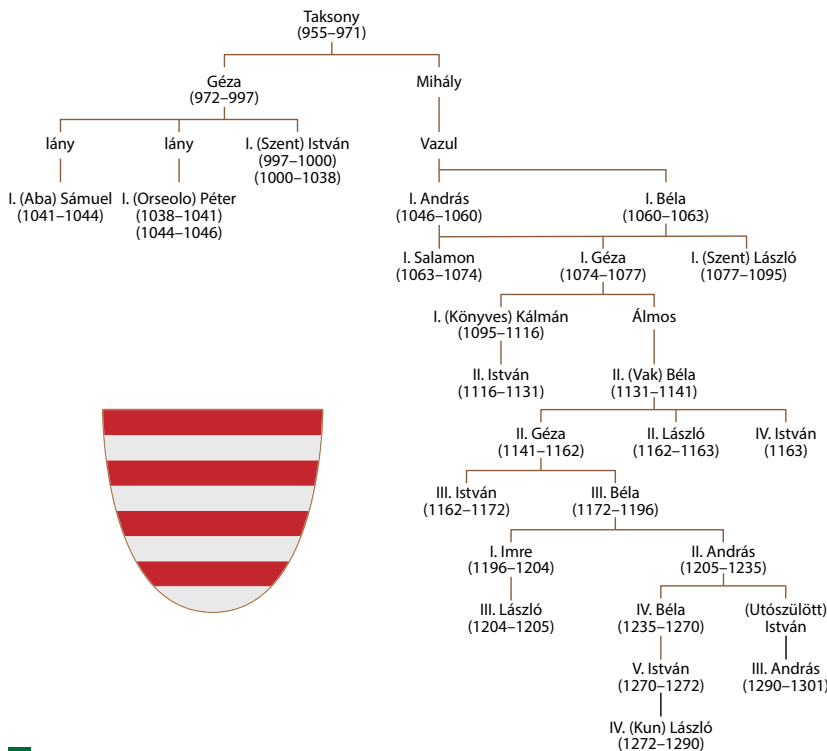 Taksony
(955–971)
Géza
(972–997)
Mihály
lány
lány
I. (Szent) István
(997–1000)
(1000–1038)
Vazul
I. (Aba) Sámuel
(1041–1044)
I. (Orseolo) Péter
(1038–1041)
(1044–1046)
I. András
(1046–1060)
I. Béla
(1060–1063)
I. Salamon
(1063–1074)
I. Géza
(1074–1077)
I. (Szent) László
(1077–1095)
I. (Könyves) Kálmán
(1095–1116)
Álmos
II. István
(1116–1131)
II. (Vak) Béla
(1131–1141)
II. Géza
(1141–1162)
II. László
(1162–1163)
IV. István
(1163)
III. István
(1162–1172)
III. Béla
(1172–1196)
I. Imre
(1196–1204)
II. András
(1205–1235)
III. László
(1204–1205)
IV. Béla
(1235–1270)
(Utószülött)
István
V. István
(1270–1272)
III. András
(1290–1301)
IV. (Kun) László
(1272–1290)